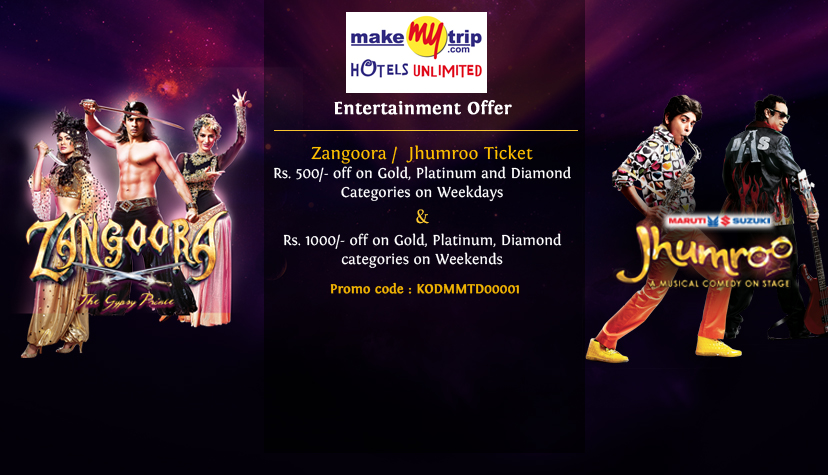 make my trip
.com
HOTELS UNLIMITED
Entertainment Offer
Zangoora / Jhumroo Ticket
Rs. 500/- off on Gold, Platinum and Diamond
Categories on Weekdays
&
Rs. 1000/- off on Gold, Platinum, Diamond
categories on Weekends
Promo code : KODMMTD00001
ZANGOORA
The Gypsy Prince
MARUTI SUZUKI
Jhumroo
A MUSICAL COMEDY ON STAGE